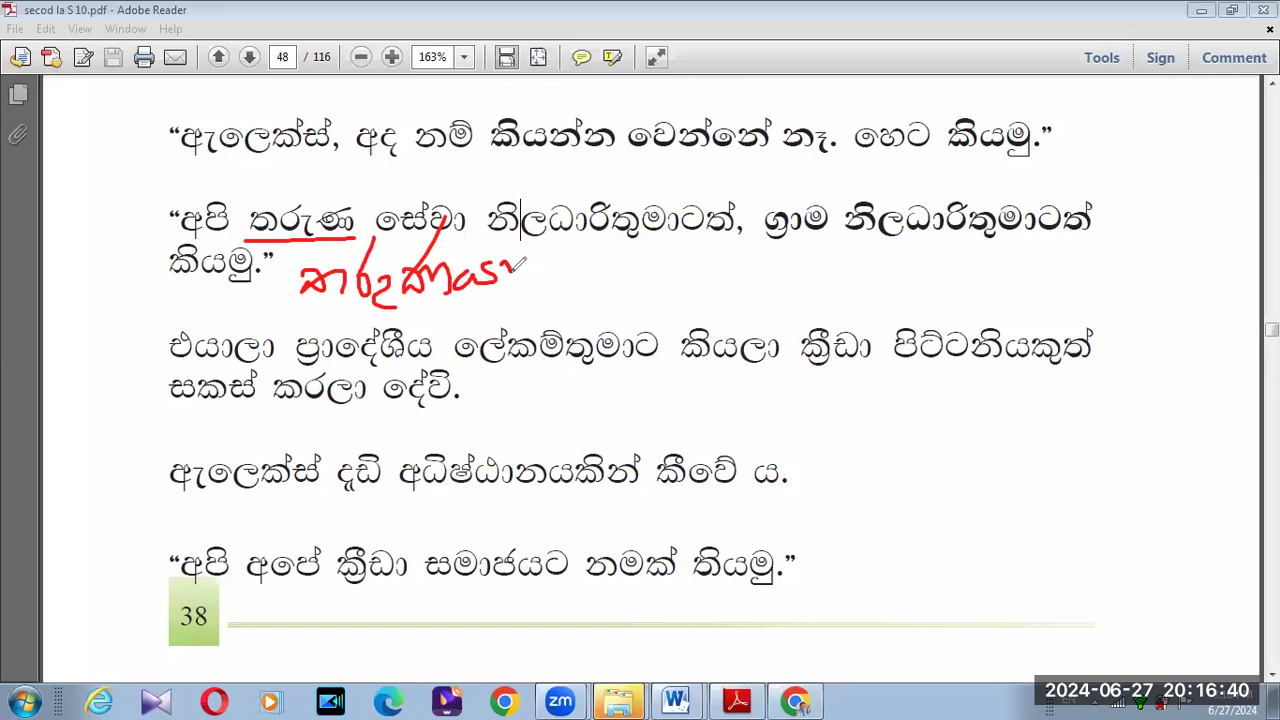 secod la S 10.pdf - Adobe Reader
File Edit View Window Help
48 / 116 163% Tools Sign Comment
“ඇලෙක්ස්, අද නම් කියන්න වෙන්නේ නෑ. හෙට කියමු.”
“අපි තරුණ සේවා නිලධාරිතුමාටත්, ග්‍රාම නිලධාරිතුමාටත්
කියමු.”
එයාලා ප්‍රාදේශීය ලේකම්තුමාට කියලා ක්‍රීඩා පිට්ටනියකුත්
සකස් කරලා දේවි.
ඇලෙක්ස් දැඩි අධිෂ්ඨානයකින් කීවේ ය.
“අපි අපේ ක්‍රීඩා සමාජයට නමක් තියමු.”
38
2024-06-27 20:16:40
6/27/2024